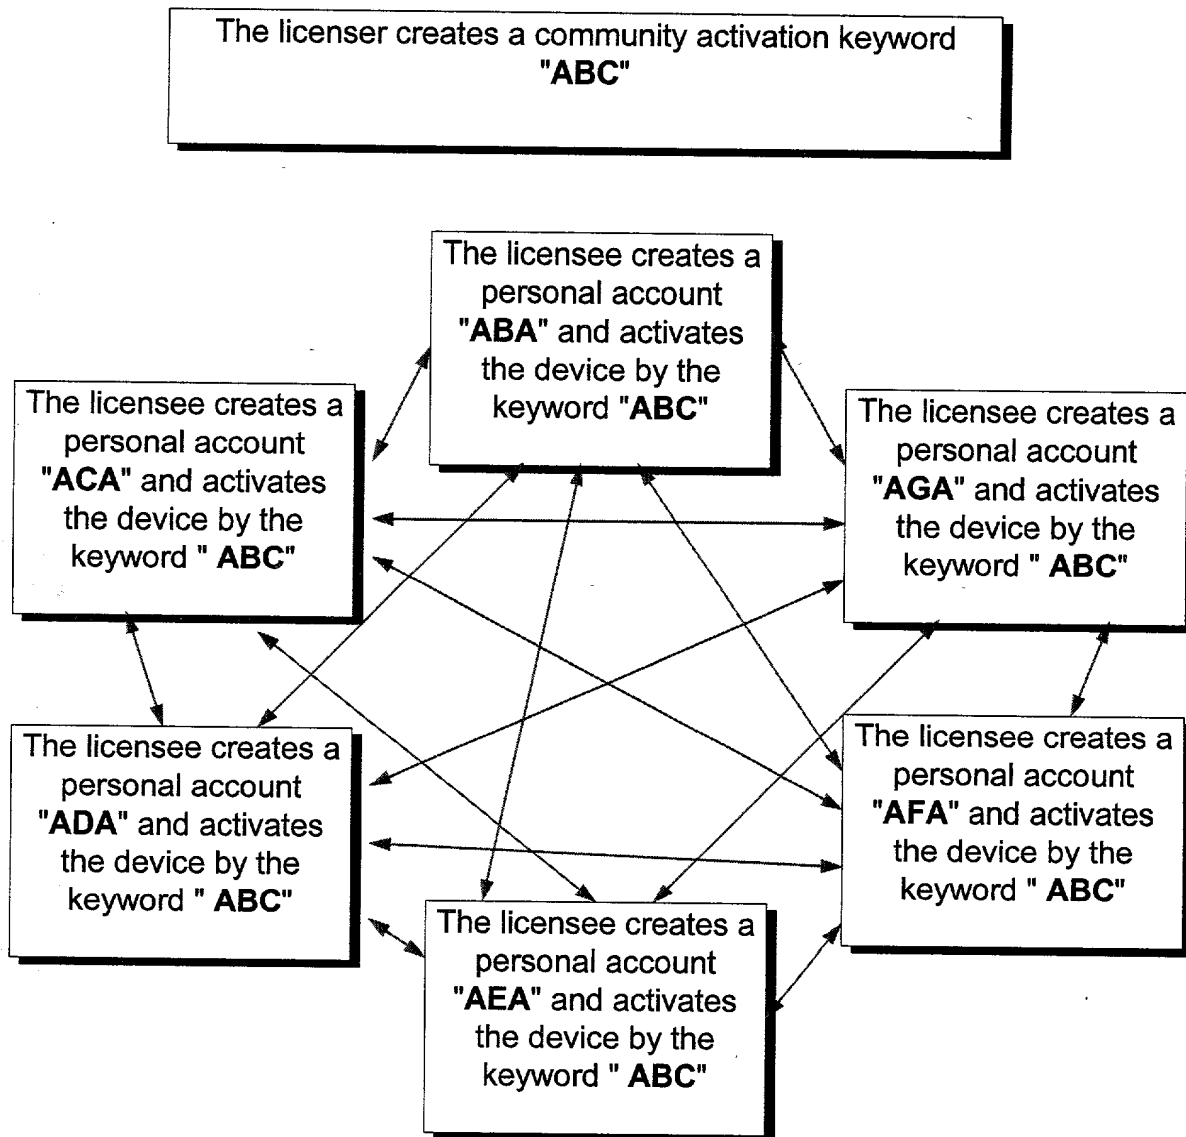 The licenser creates a community activation keyword
"ABC"
The licensee creates a
personal account
"ABA" and activates
the device by the
keyword "ABC"
The licensee creates a
personal account
"ACA" and activates
the device by the
keyword " ABC"
The licensee creates a
personal account
"AGA" and activates
the device by the
keyword " ABC"
The licensee creates a
personal account
"ADA" and activates
the device by the
keyword " ABC"
The licensee creates a
personal account
"AFA" and activates
the device by the
keyword " ABC"
The licensee creates a
personal account
"AEA" and activates
the device by the
keyword " ABC"